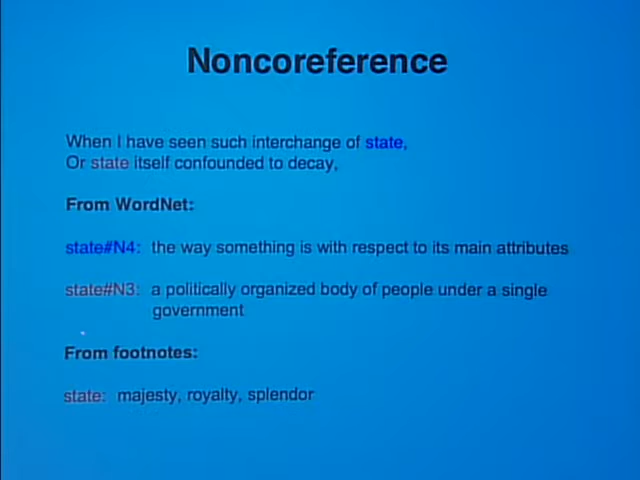 Noncoreference
When I have seen such interchange of state,
Or state itself confounded to decay,
From WordNet:
state#N4: the way something is with respect to its main attributes
state#N3: a politically organized body of people under a single
government
From footnotes:
state: majesty, royalty, splendor